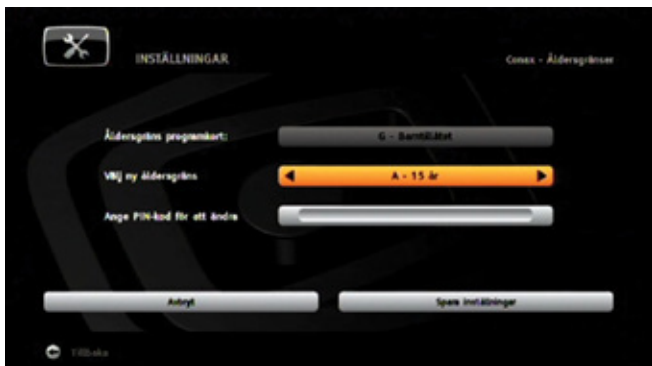 INSTÄLLNINGAR
Conax - Åldersgränser
Åldersgräns programkort:
G - Barntillåtet
Välj ny åldersgräns
A - 15 år
Ange PIN-kod för att ändra
Avbryt
Spara inställningar
Tillbaka